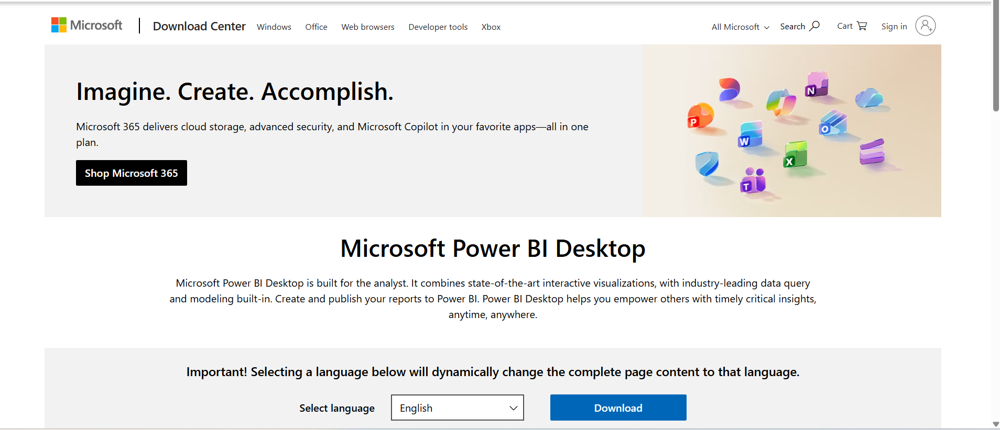 Microsoft
Download Center
Windows
Office
Web browsers
Developer tools
Xbox
All Microsoft
Search
Cart
Sign in
Imagine. Create. Accomplish.
Microsoft 365 delivers cloud storage, advanced security, and Microsoft Copilot in your favorite apps—all in one
plan.
Shop Microsoft 365
N
P
W
O
X
T
Microsoft Power BI Desktop
Microsoft Power BI Desktop is built for the analyst. It combines state-of-the-art interactive visualizations, with industry-leading data query
and modeling built-in. Create and publish your reports to Power BI. Power BI Desktop helps you empower others with timely critical insights,
anytime, anywhere.
Important! Selecting a language below will dynamically change the complete page content to that language.
Select language
English
Download